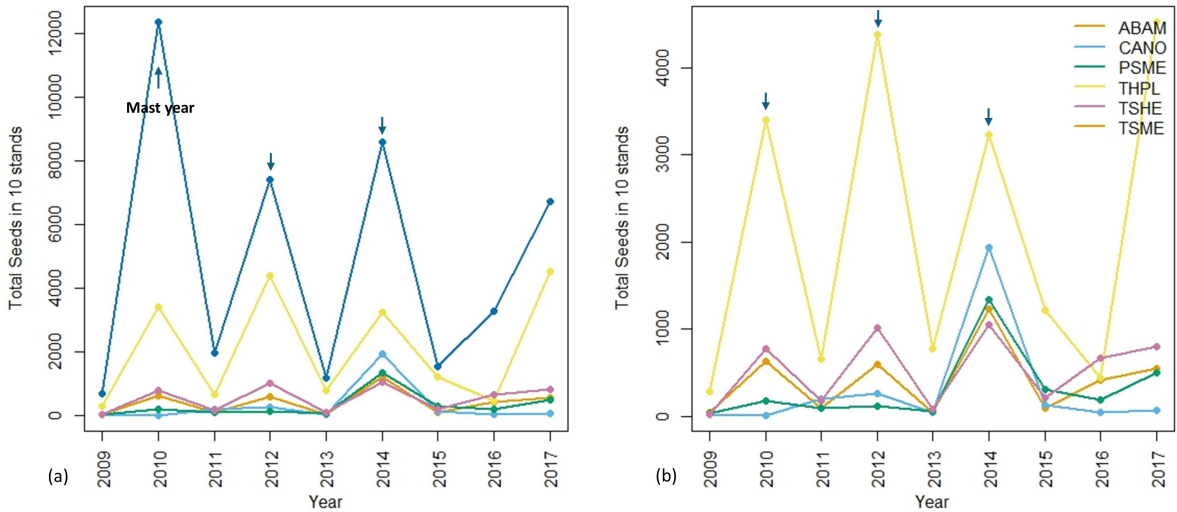 12000
10000
8000
6000
4000
2000
0
Total Seeds in 10 stands
Mast year
2009 2010 2011 2012 2013 2014 2015 2016 2017
Year
(a)
4000
3000
2000
1000
0
Total Seeds in 10 stands
ABAM
CANO
PSME
THPL
TSHE
TSME
2009 2010 2011 2012 2013 2014 2015 2016 2017
Year
(b)